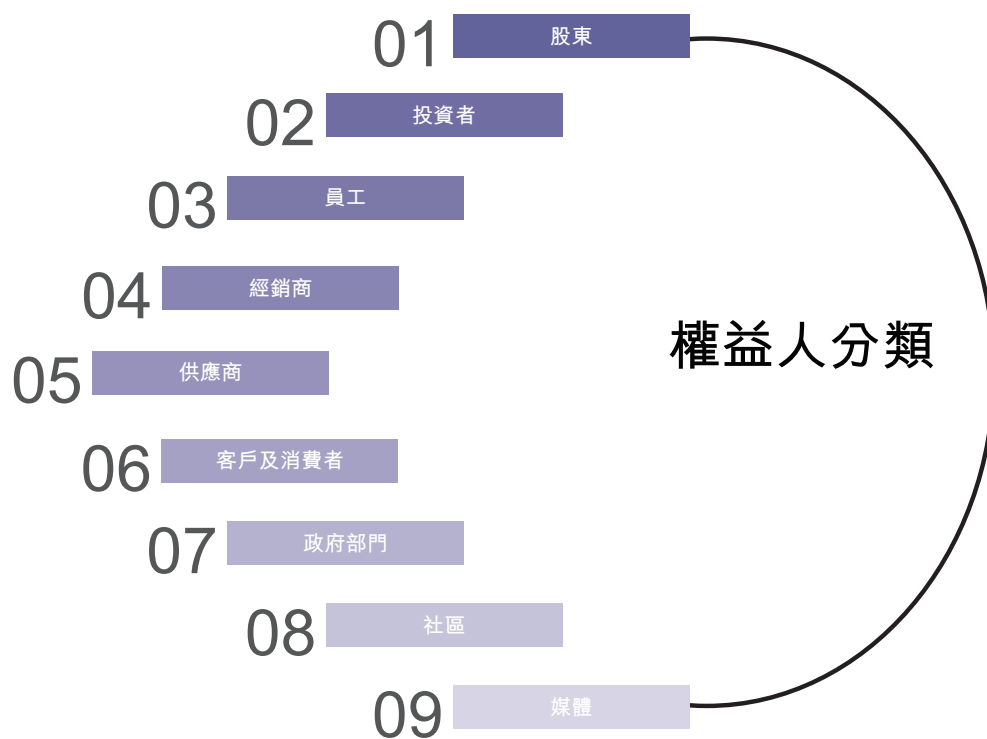 01 股東
02 投資者
03 員工
04 經銷商
權益人分類
05 供應商
06 客戶及消費者
07 政府部門
08 社區
09 媒體